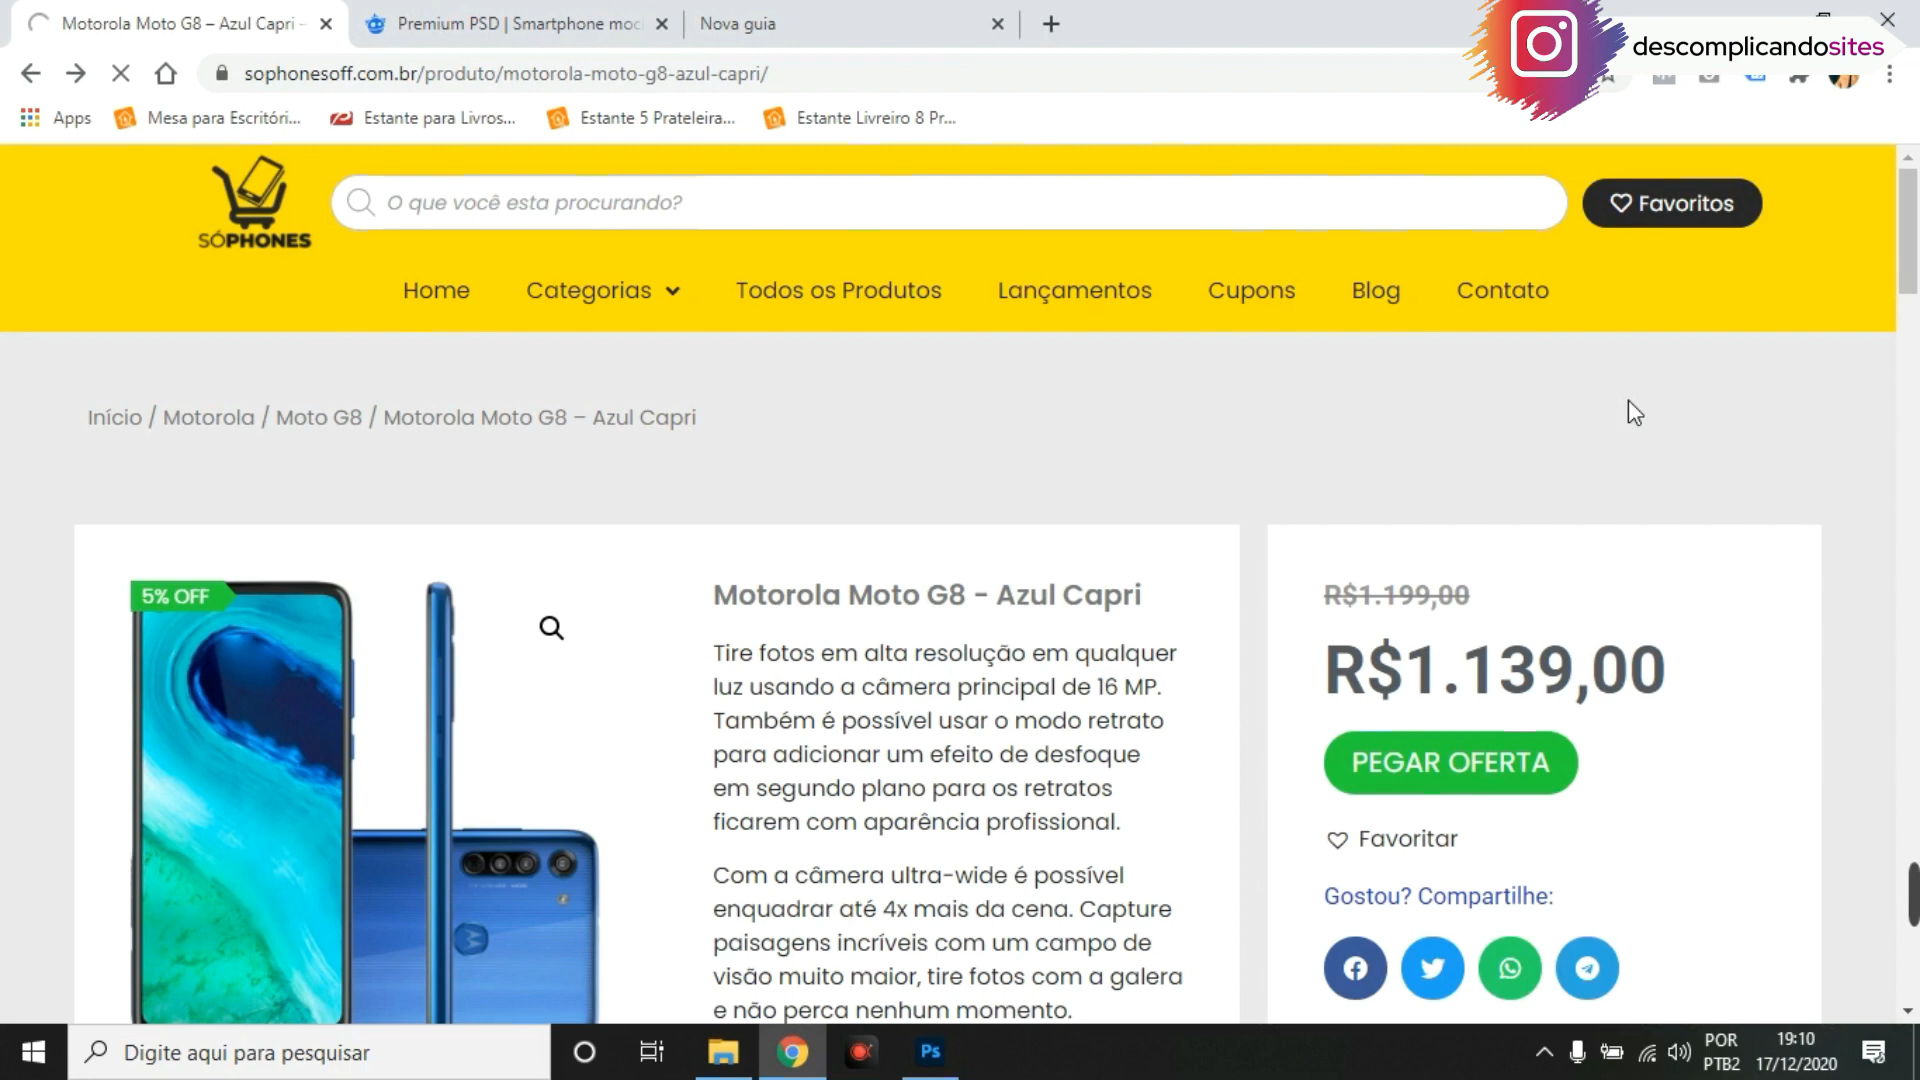 Motorola Moto G8 – Azul Capri -
Premium PSD | Smartphone moc
Nova guia
descomplicandosites
sophonesoff.com.br/produto/motorola-moto-g8-azul-capri/
Apps
Mesa para Escritóri...
Estante para Livros...
Estante 5 Prateleira...
Estante Livreiro 8 Pr...
SÓPHONES
O que você esta procurando?
Favoritos
Home
Categorias
Todos os Produtos
Lançamentos
Cupons
Blog
Contato
Início / Motorola / Moto G8 / Motorola Moto G8 – Azul Capri
5% OFF
Motorola Moto G8 - Azul Capri
Tire fotos em alta resolução em qualquer
luz usando a câmera principal de 16 MP.
Também é possível usar o modo retrato
para adicionar um efeito de desfoque
em segundo plano para os retratos
ficarem com aparência profissional.
Com a câmera ultra-wide é possível
enquadrar até 4x mais da cena. Capture
paisagens incríveis com um campo de
visão muito maior, tire fotos com a galera
e não perca nenhum momento.
R$1.199,00
R$1.139,00
PEGAR OFERTA
Favoritar
Gostou? Compartilhe:
Digite aqui para pesquisar
Ps
POR
PTB2
19:10
17/12/2020